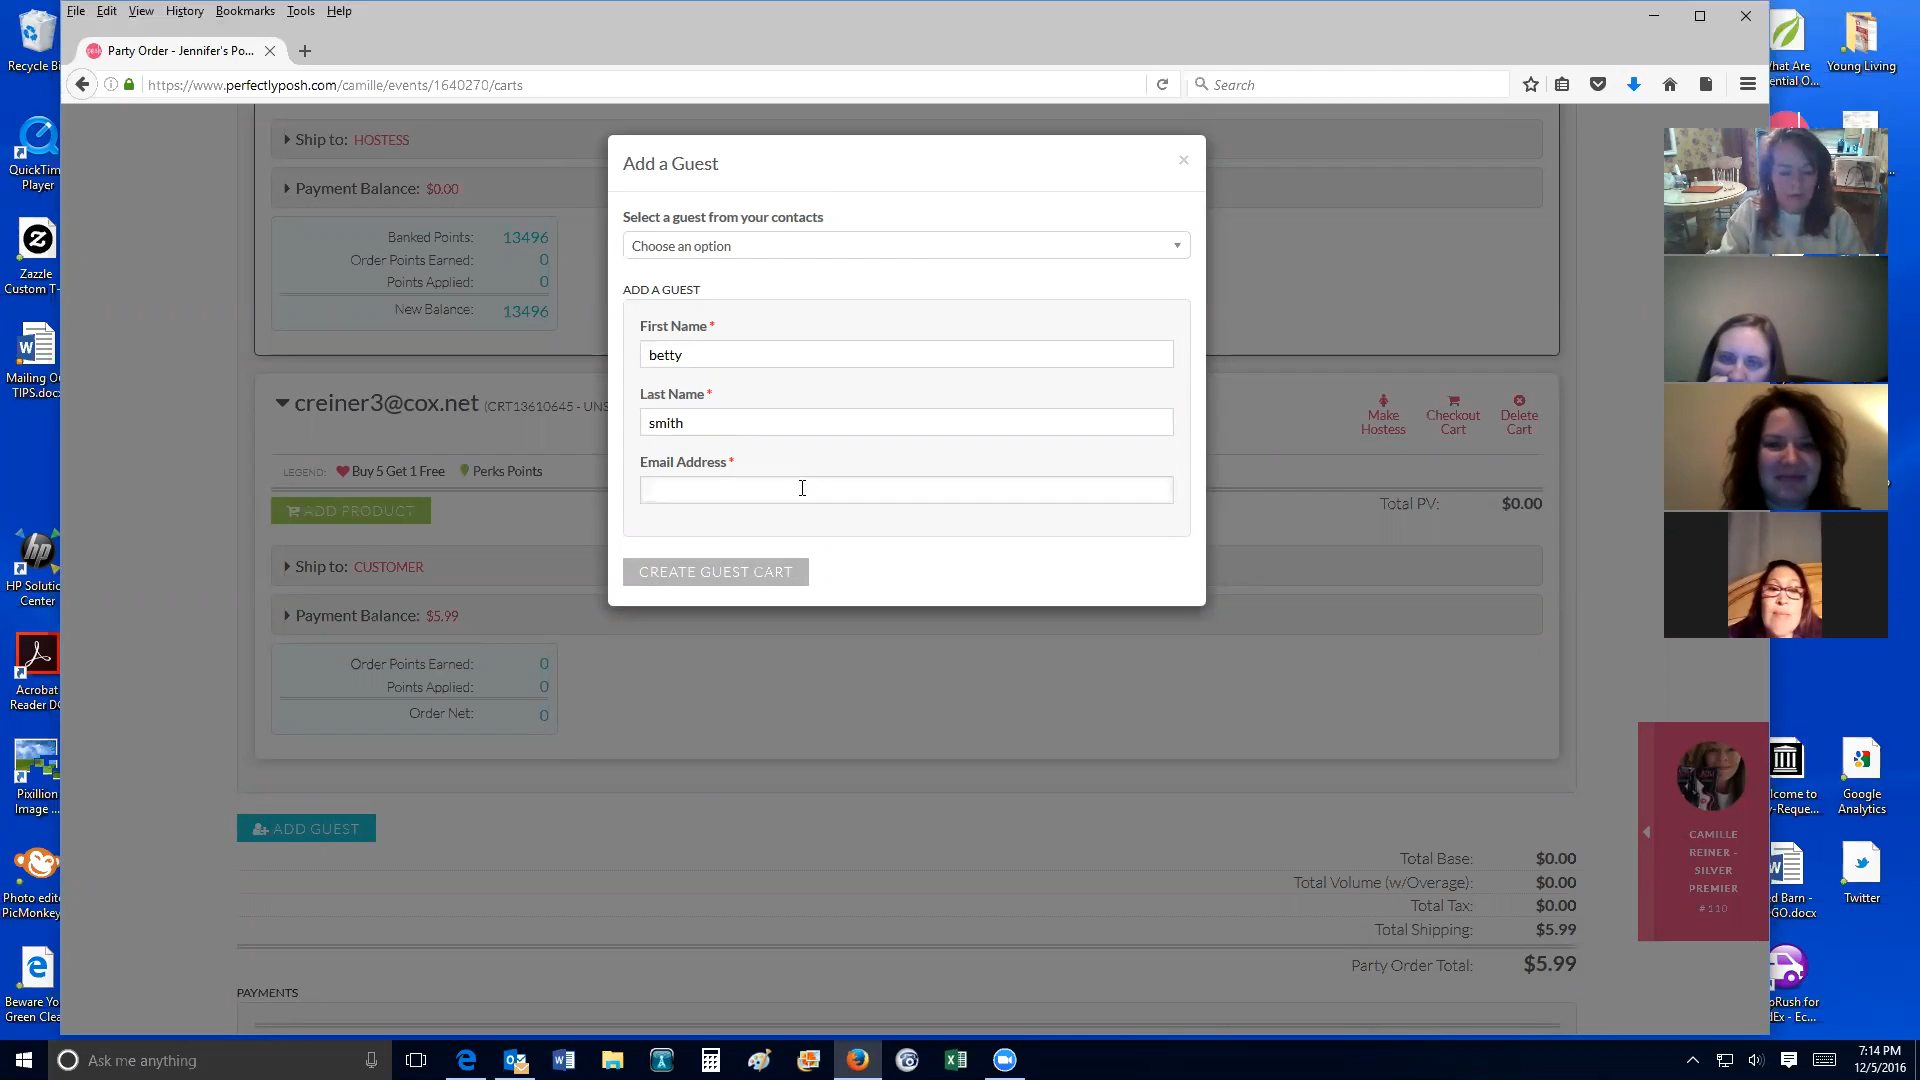 File Edit View History Bookmarks Tools Help
Party Order - Jennifer's Po...
https://www.perfectlyposh.com/camille/events/1640270/carts
Search
Ship to: HOSTESS
Payment Balance: $0.00
Banked Points: 13496
Order Points Earned: 0
Points Applied: 0
New Balance: 13496
creiner3@cox.net (CRT13610645 - UNS
Make Hostess
Checkout Cart
Delete Cart
LEGEND: Buy 5 Get 1 Free Perks Points
ADD PRODUCT
Total PV: $0.00
Ship to: CUSTOMER
Payment Balance: $5.99
Order Points Earned: 0
Points Applied: 0
Order Net: 0
ADD GUEST
Total Base: $0.00
Total Volume (w/Overage): $0.00
Total Tax: $0.00
Total Shipping: $5.99
Party Order Total: $5.99
PAYMENTS
Add a Guest
Select a guest from your contacts
Choose an option
ADD A GUEST
First Name *
betty
Last Name *
smith
Email Address *
CREATE GUEST CART
CAMILLE
REINER -
SILVER
PREMIER
#110
Recycle Bi
QuickTim
Player
Zazzle
Custom T-
Mailing O
TIPS.docx
HP Solutio
Center
Acrobat
Reader D
Pixillion
Image ...
Photo edit
PicMonkey
Beware Yo
Green Clea
What Are
ential O...
Young Living
lcome to
y-Reque...
Google
Analytics
ed Barn -
GO.docx
Twitter
oRush for
dEx - Ec...
Ask me anything
7:14 PM
12/5/2016